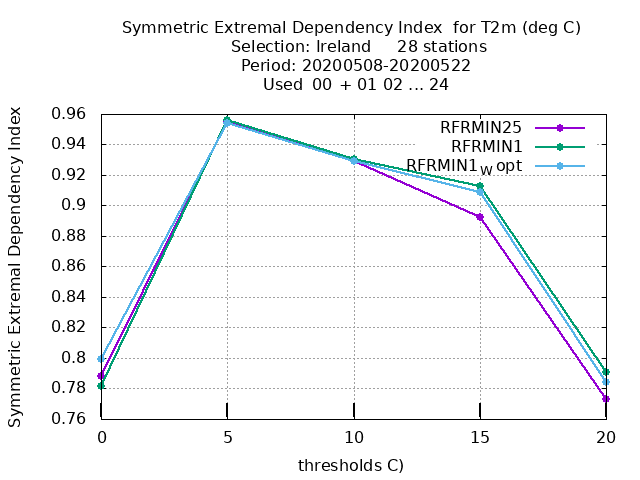 Symmetric Extremal Dependency Index  for T2m (deg C)
Selection: Ireland     28 stations
Period: 20200508-20200522
Used  00 + 01 02 ... 24
Symmetric Extremal Dependency Index
0.96
0.94
0.92
0.9
0.88
0.86
0.84
0.82
0.8
0.78
0.76
RFRMIN25
RFRMIN1
RFRMIN1w opt
0 5 10 15 20
thresholds C)